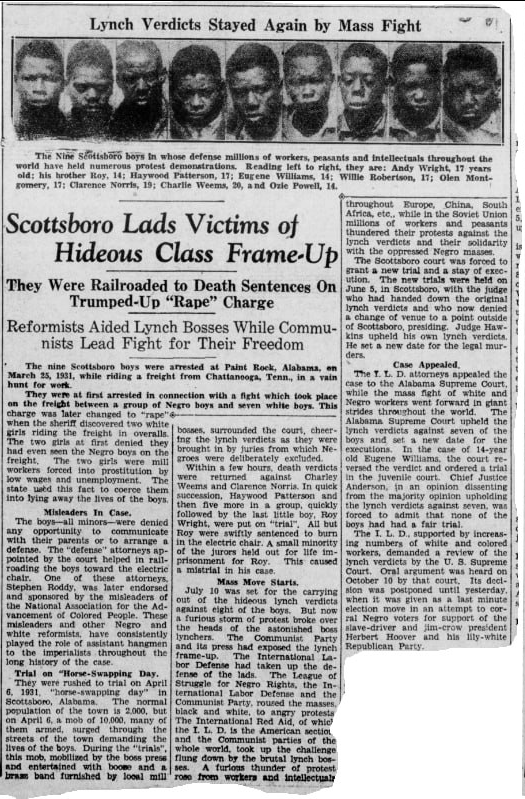 Lynch Verdicts Stayed Again by Mass Fight
The Nine Scottsboro boys in whose defense millions of workers, peasants and intellectuals throughout the
world have held numerous protest demonstrations. Reading left to right, they are: Andy Wright, 17 years
old; his brother Roy, 14; Haywood Patterson, 17; Eugene Williams, 14; Willie Robertson, 17; Olen Mont-
gomery, 17; Clarence Norris, 19; Charlie Weems, 20, and Ozie Powell, 14.
Scottsboro Lads Victims of
Hideous Class Frame-Up
They Were Railroaded to Death Sentences On
Trumped-Up "Rape" Charge
Reformists Aided Lynch Bosses While Commu-
nists Lead Fight for Their Freedom
The nine Scottsboro boys were arrested at Paint Rock, Alabama, on
March 25, 1931, while riding a freight from Chattanooga, Tenn., in a vain
hunt for work.
They were at first arrested in connection with a fight which took place
on the freight between a group of Negro boys and seven white boys. This
charge was later changed to "rape"
when the sheriff discovered two white
girls riding the freight in overalls.
The two girls at first denied they
had even seen the Negro boys on the
freight. The two girls were mill
workers forced into prostitution by
low wages and unemployment. The
state used this fact to coerce them
into lying away the lives of the boys.
Misleaders In Case.
The boys—all minors—were denied
any opportunity to communicate
with their parents or to arrange a
defense. The "defense" attorneys ap-
pointed by the court helped in rail-
roading the boys toward the electric
chair. One of these attorneys,
Stephen Roddy, was later endorsed
and sponsored by the misleaders of
the National Association for the Ad-
vancement of Colored People. These
misleaders and other Negro and
white reformists, have consistently
played the role of assistant hangmen
to the imperialists throughout the
long history of the case.
Trial on "Horse-Swapping Day.
They were rushed to trial on April
6, 1931, "horse-swapping day" in
Scottsboro, Alabama. The normal
population of the town is 2,000, but
on April 6, a mob of 10,000, many of
them armed, surged through the
streets of the town demanding the
lives of the boys. During the "trials",
this mob, mobilized by the boss press
and entertained with booze and a
brass band furnished by local mill
bosses, surrounded the court, cheer-
ing the lynch verdicts as they were
brought in by juries from which Ne-
groes were deliberately excluded.
Within a few hours, death verdicts
were returned against Charley
Weems and Clarence Norris. In quick
succession, Haywood Patterson and
then five more in a group, quickly
followed by the last little boy, Roy
Wright, were put on "trial". All but
Roy were swiftly sentenced to burn
in the electric chair. A small minority
of the jurors held out for life im-
prisonment for Roy. This caused
a mistrial in his case.
Mass Move Starts.
July 10 was set for the carrying
out of the hideous lynch verdicts
against eight of the boys. But now
a furious storm of protest broke over
the heads of the astonished boss
lynchers. The Communist Party
and its press had exposed the lynch
frame-up. The International La-
bor Defense had taken up the de-
fense of the lads. The League of
Struggle for Negro Rights, the In-
ternational Labor Defense and the
Communist Party, roused the masses,
black and white, to angry protests
The International Red Aid, of which
the I. L. D. is the American section
and the Communist parties of the
whole world, took up the challenge
flung down by the brutal lynch bos-
ses. A furious thunder of protest
rose from workers and intellectuals
throughout Europe, China, South
Africa, etc., while in the Soviet Union
millions of workers and peasants
thundered their protests against the
lynch verdicts and their solidarity
with the oppressed Negro masses.
The Scottsboro court was forced to
grant a new trial and a stay of exec-
ution. The new trials were held on
June 5, in Scottsboro, with the judge
who had handed down the original
lynch verdicts and who now denied
a change of venue to a point outside
of Scottsboro, presiding. Judge Haw-
kins upheld his own lynch verdicts.
He set a new date for the legal mur-
ders.
Case Appealed.
The I. L. D. attorneys appealed the
case to the Alabama Supreme Court,
while the mass fight of white and
Negro workers went forward in giant
strides throughout the world. The
Alabama Supreme Court upheld the
lynch verdicts against seven of the
boys and set a new date for the
executions. In the case of 14-year
old Eugene Williams, the court re-
versed the verdict and ordered a trial
in the juvenile court. Chief Justice
Anderson, in an opinion dissenting
from the majority opinion upholding
the lynch verdicts against seven, was
forced to admit that none of the
boys had had a fair trial.
The I. L. D., supported by increas-
ing numbers of white and colored
workers, demanded a review of the
lynch verdicts by the U. S. Supreme
Court. Oral argument was heard on
October 10 by that court. Its deci-
sion was postponed until yesterday,
when it was given as a last minute
election move in an attempt to cor-
ral Negro voters for support of the
slave-driver and jim-crow president
Herbert Hoover and his lily-white
Republican Party.